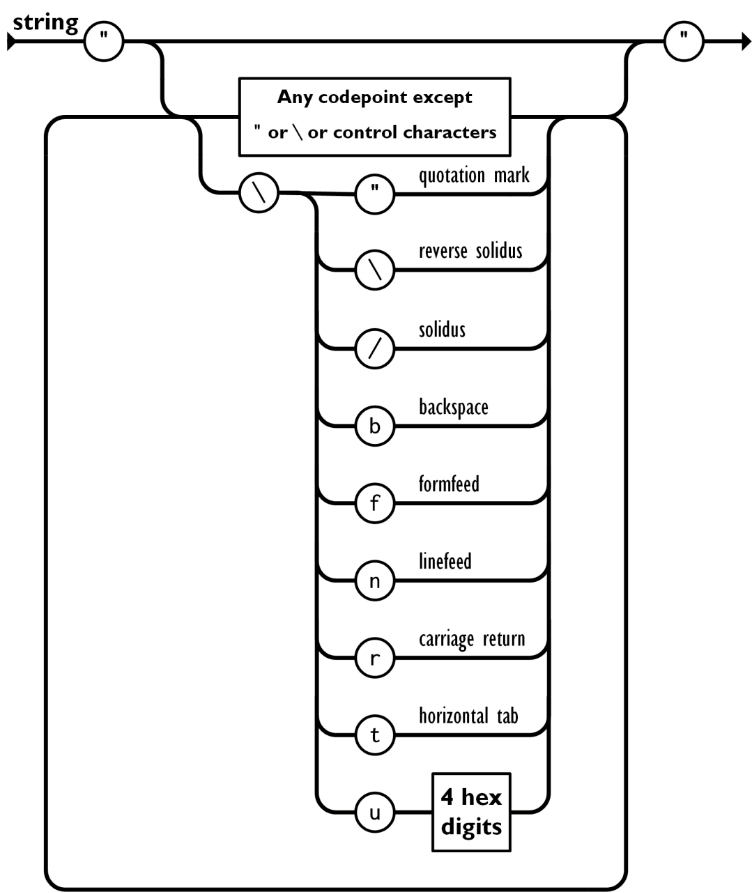 string
" "
Any codepoint except
" or \ or control characters
\ " quotation mark
\ reverse solidus
/ solidus
b backspace
f formfeed
n linefeed
r carriage return
t horizontal tab
u 4 hex
digits